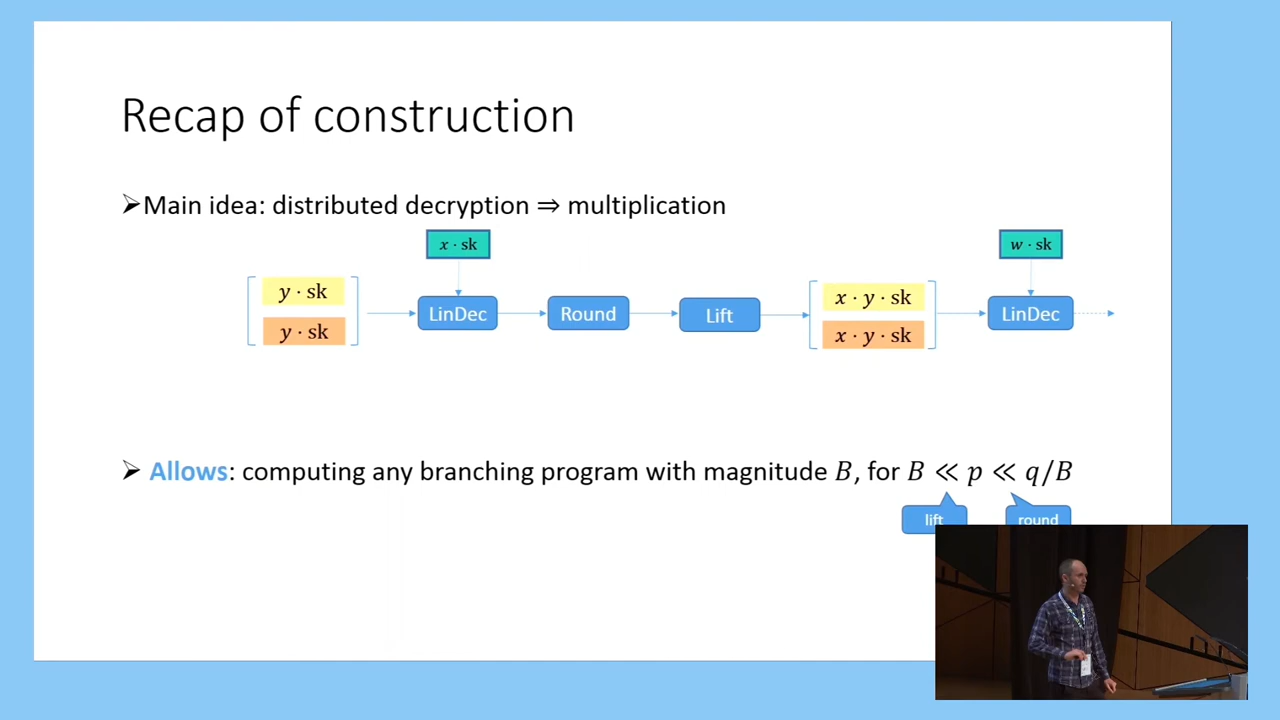 Recap of construction
➢Main idea: distributed decryption ⇒ multiplication
x · sk
w · sk
y · sk
y · sk
LinDec
Round
Lift
x · y · sk
x · y · sk
LinDec
➢ Allows: computing any branching program with magnitude B, for B ≪ p ≪ q/B
lift
round